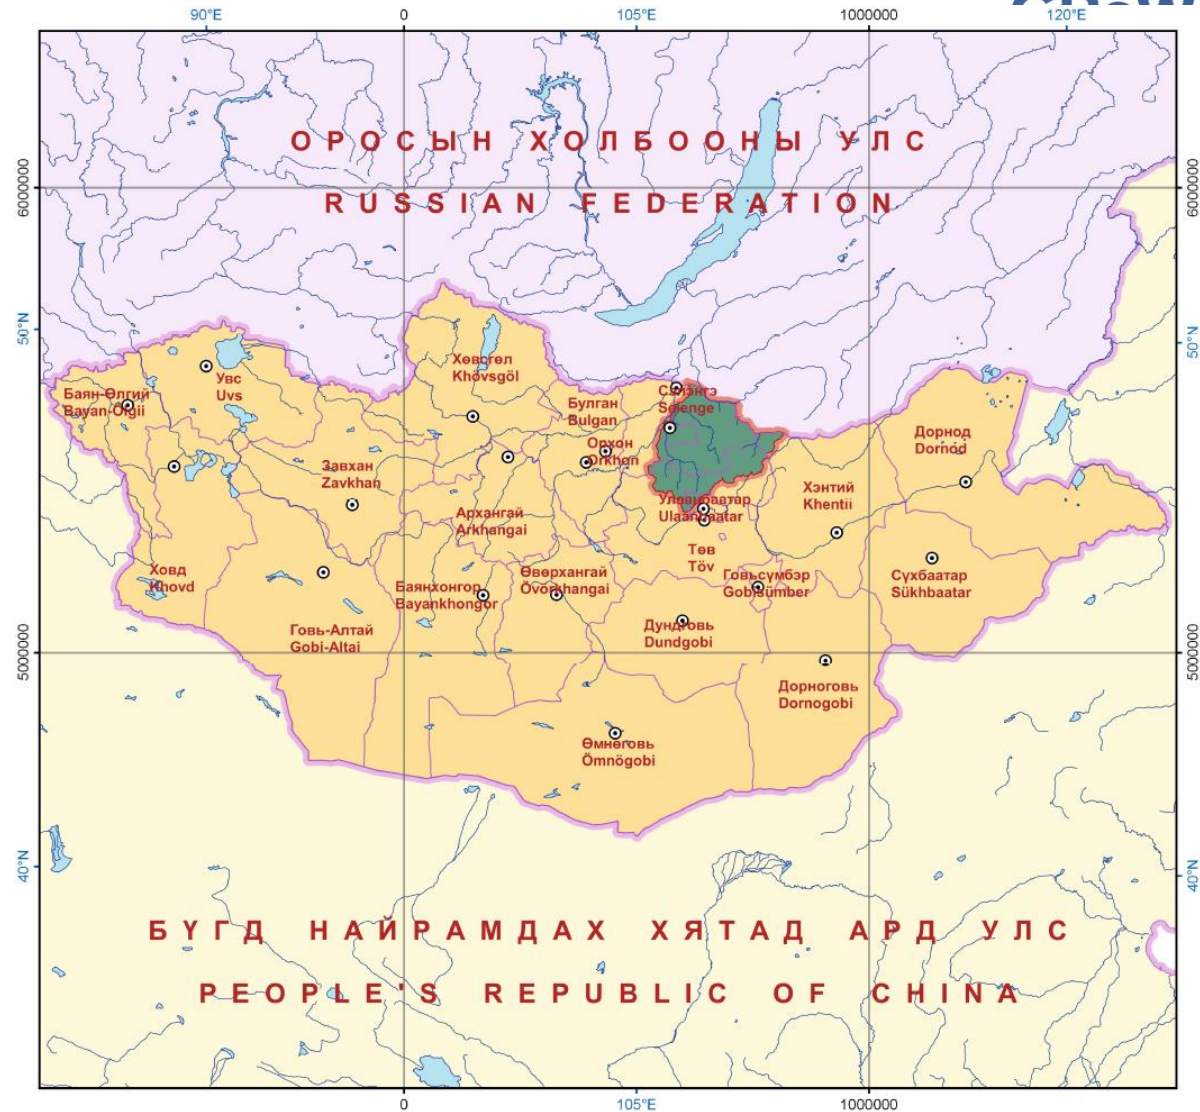 90°E 0 105°E 1000000 120°E
6000000
6000000
50°N
50°N
ОРОСЫН ХОЛБООНЫ УЛС
RUSSIAN FEDERATION
Баян-Өлгий
Bayan-Ölgii
Увс
Uvs
Хөвсгөл
Khövsgöl
Булган
Bulgan
Орхон
Orkhon
Сэлэнгэ
Selenge
Завхан
Zavkhan
Архангай
Arkhangai
Улаанбаатар
Ulaanbaatar
Төв
Töv
Хэнтий
Khentii
Дорнод
Dornod
Ховд
Khovd
Говь-Алтай
Gobi-Altai
Баянхонгор
Bayankhongor
Өвөрхангай
Övörkhangai
Говьсүмбэр
Gobisümber
Сүхбаатар
Sükhbaatar
Дундговь
Dundgobi
Дорноговь
Dornogobi
Өмнөговь
Ömnögobi
5000000
5000000
40°N
40°N
БҮГД НАЙРАМДАХ ХЯТАД АРД УЛС
PEOPLE'S REPUBLIC OF CHINA
0 105°E 1000000